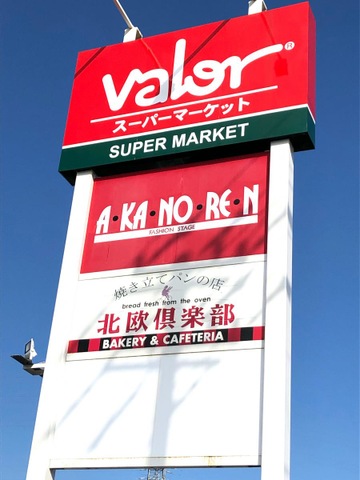 valor®
スーパーマーケット
SUPER MARKET
A・KA・NO・RE・N
FASHION STAGE
焼き立てパンの店
bread fresh from the oven
北欧倶楽部
BAKERY & CAFETERIA